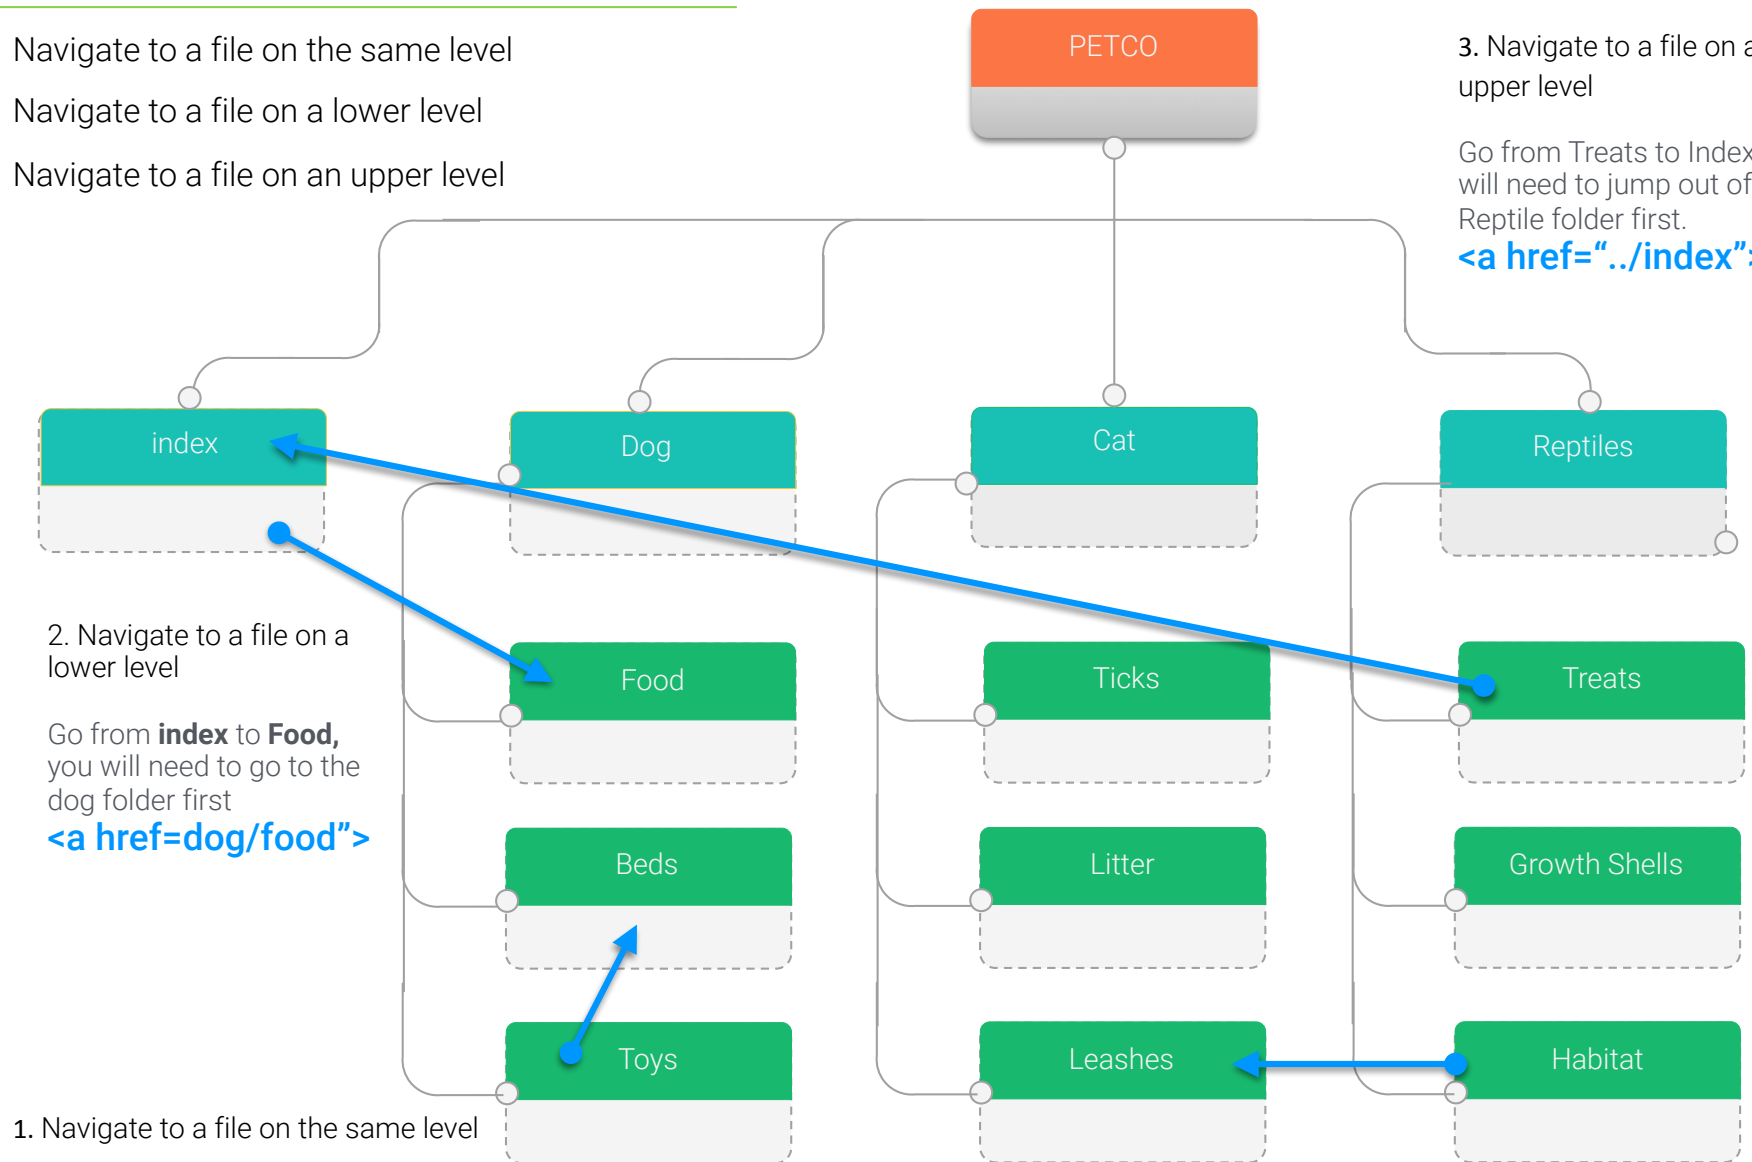 Navigate to a file on the same level
Navigate to a file on a lower level
Navigate to a file on an upper level
PETCO
3. Navigate to a file on a
upper level
Go from Treats to Index
will need to jump out of
Reptile folder first.
<a href=“../index”>
index
Dog
Cat
Reptiles
2. Navigate to a file on a
lower level
Go from index to Food,
you will need to go to the
dog folder first
<a href=dog/food”>
Food
Ticks
Treats
Beds
Litter
Growth Shells
Toys
Leashes
Habitat
1. Navigate to a file on the same level